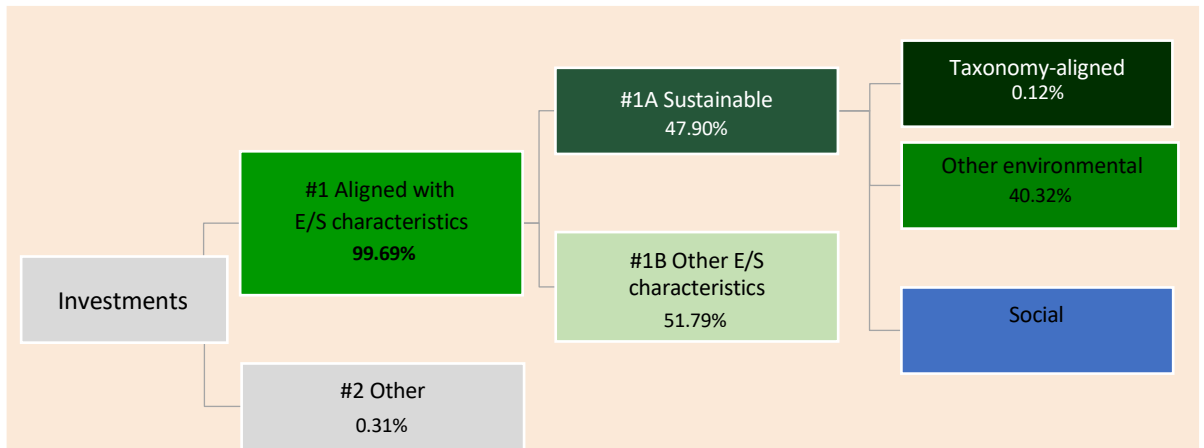 Investments
#1 Aligned with
E/S characteristics
99.69%
#2 Other
0.31%
#1A Sustainable
47.90%
#1B Other E/S
characteristics
51.79%
Taxonomy-aligned
0.12%
Other environmental
40.32%
Social